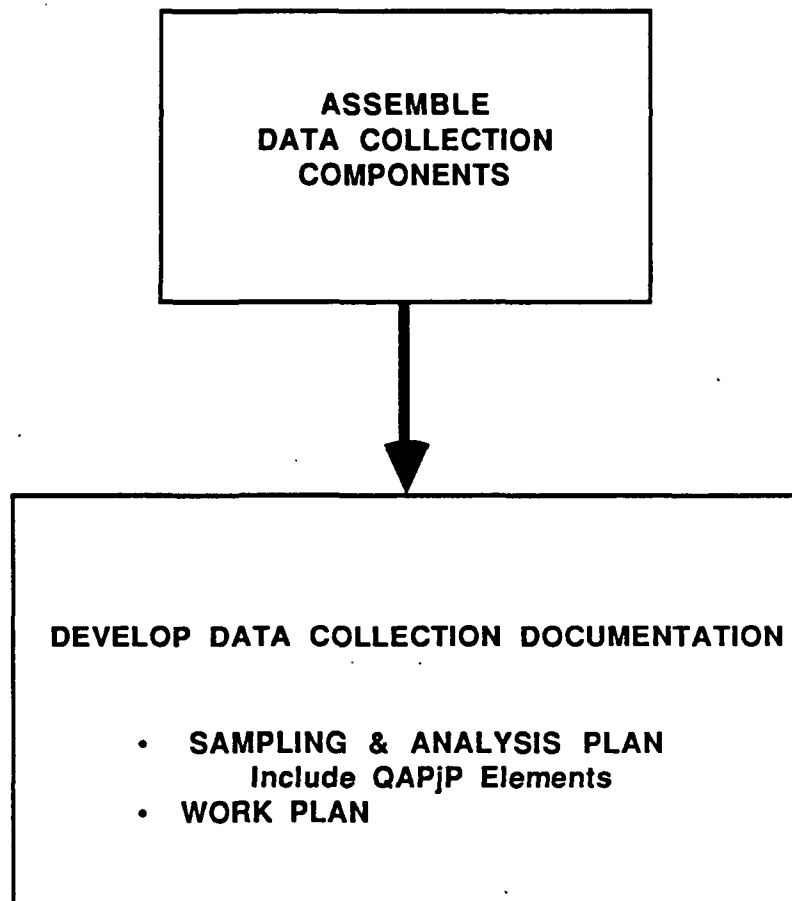 ASSEMBLE
DATA COLLECTION
COMPONENTS
DEVELOP DATA COLLECTION DOCUMENTATION
• SAMPLING & ANALYSIS PLAN
Include QAPjP Elements
• WORK PLAN